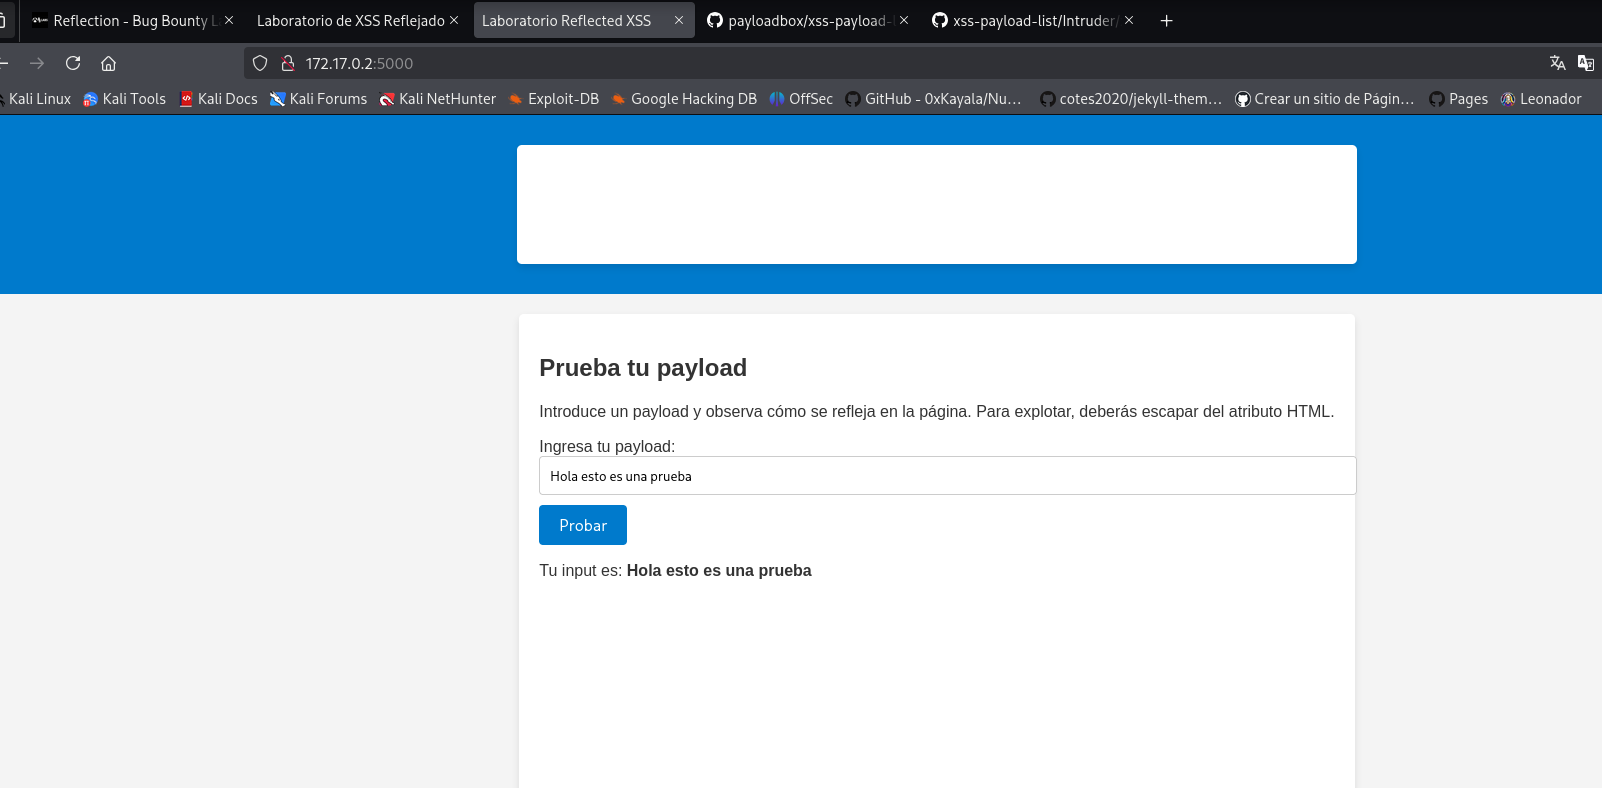 Reflection - Bug Bounty L
Laboratorio de XSS Reflejado
Laboratorio Reflected XSS
payloadbox/xss-payload-
xss-payload-list/Intruder/
172.17.0.2:5000
Kali Linux
Kali Tools
Kali Docs
Kali Forums
Kali NetHunter
Exploit-DB
Google Hacking DB
OffSec
GitHub - 0xKayala/Nu...
cotes2020/jekyll-them...
Crear un sitio de Págin...
Pages
Leonador
Prueba tu payload
Introduce un payload y observa cómo se refleja en la página. Para explotar, deberás escapar del atributo HTML.
Ingresa tu payload:
Hola esto es una prueba
Probar
Tu input es: Hola esto es una prueba